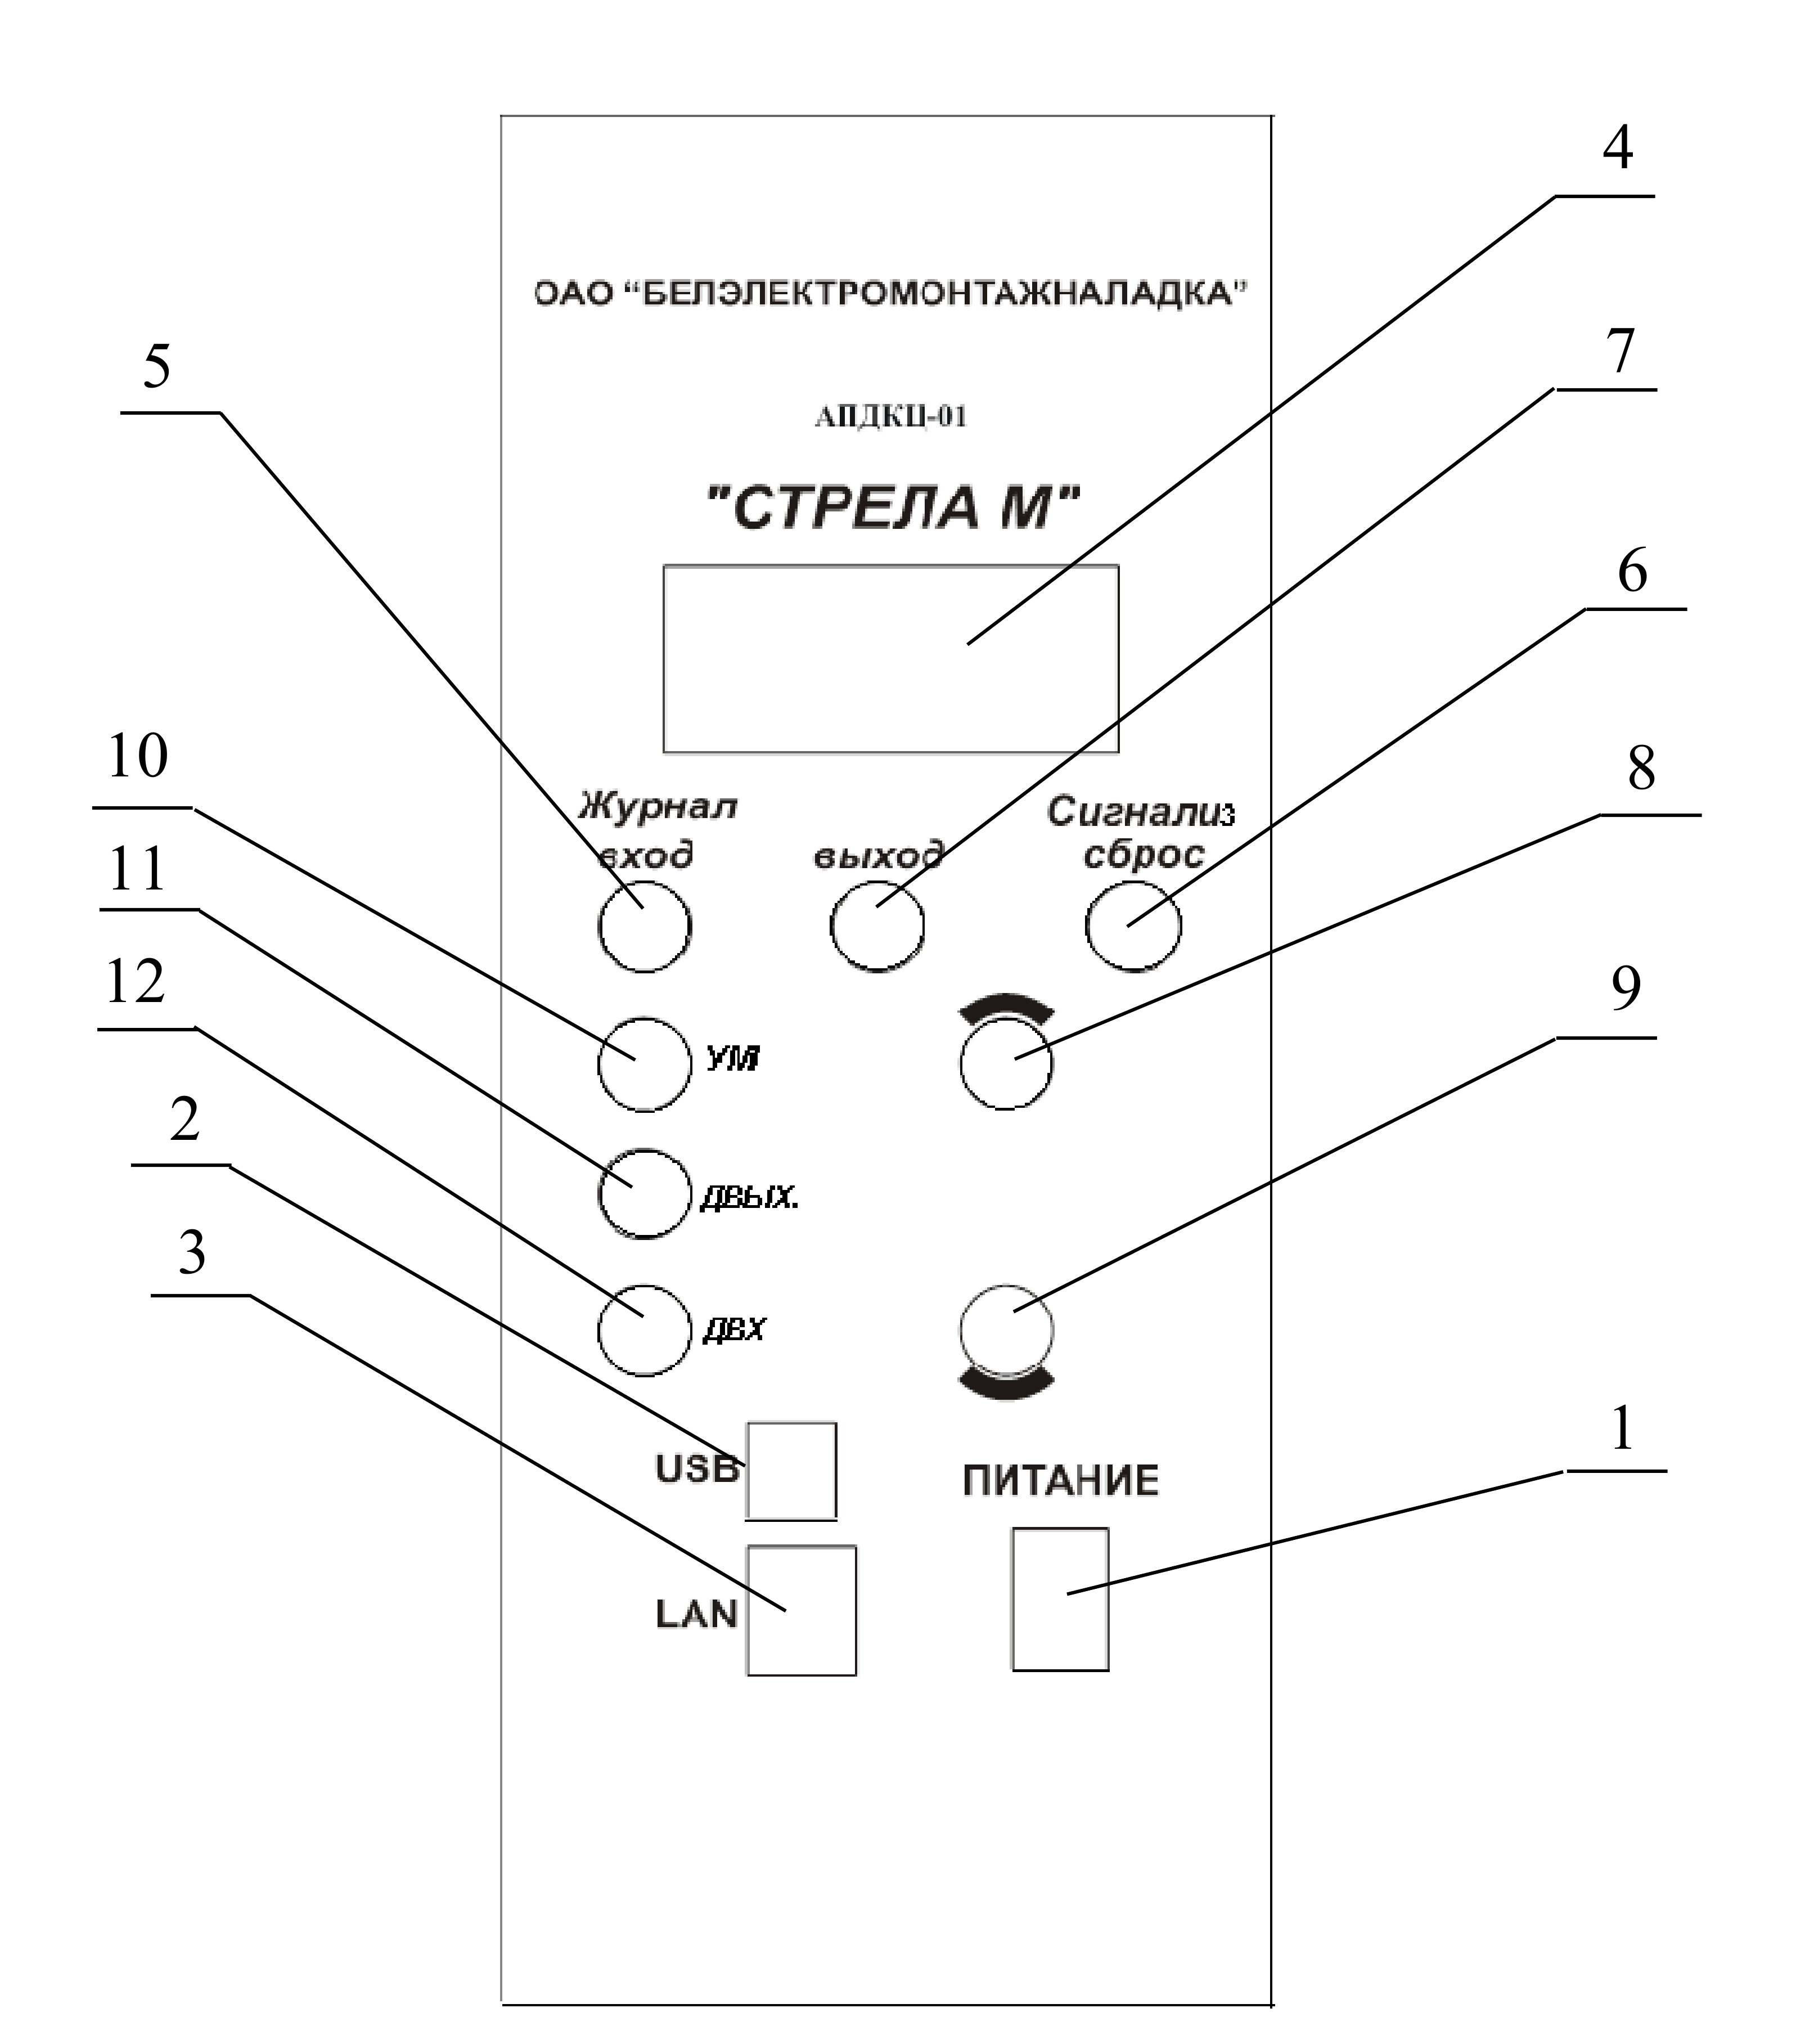 4
ОАО “БЕЛЭЛЕКТРОМОНТАЖНАЛАДКА”
5
7
АПДКЦ-01
"СТРЕЛА М"
6
10
8
Журнал
Сигнализ
вход
выход
сброс
11
12
9
УМ
2
ДВЫХ.
3
ДВХ
1
USB
ПИТАНИЕ
LAN